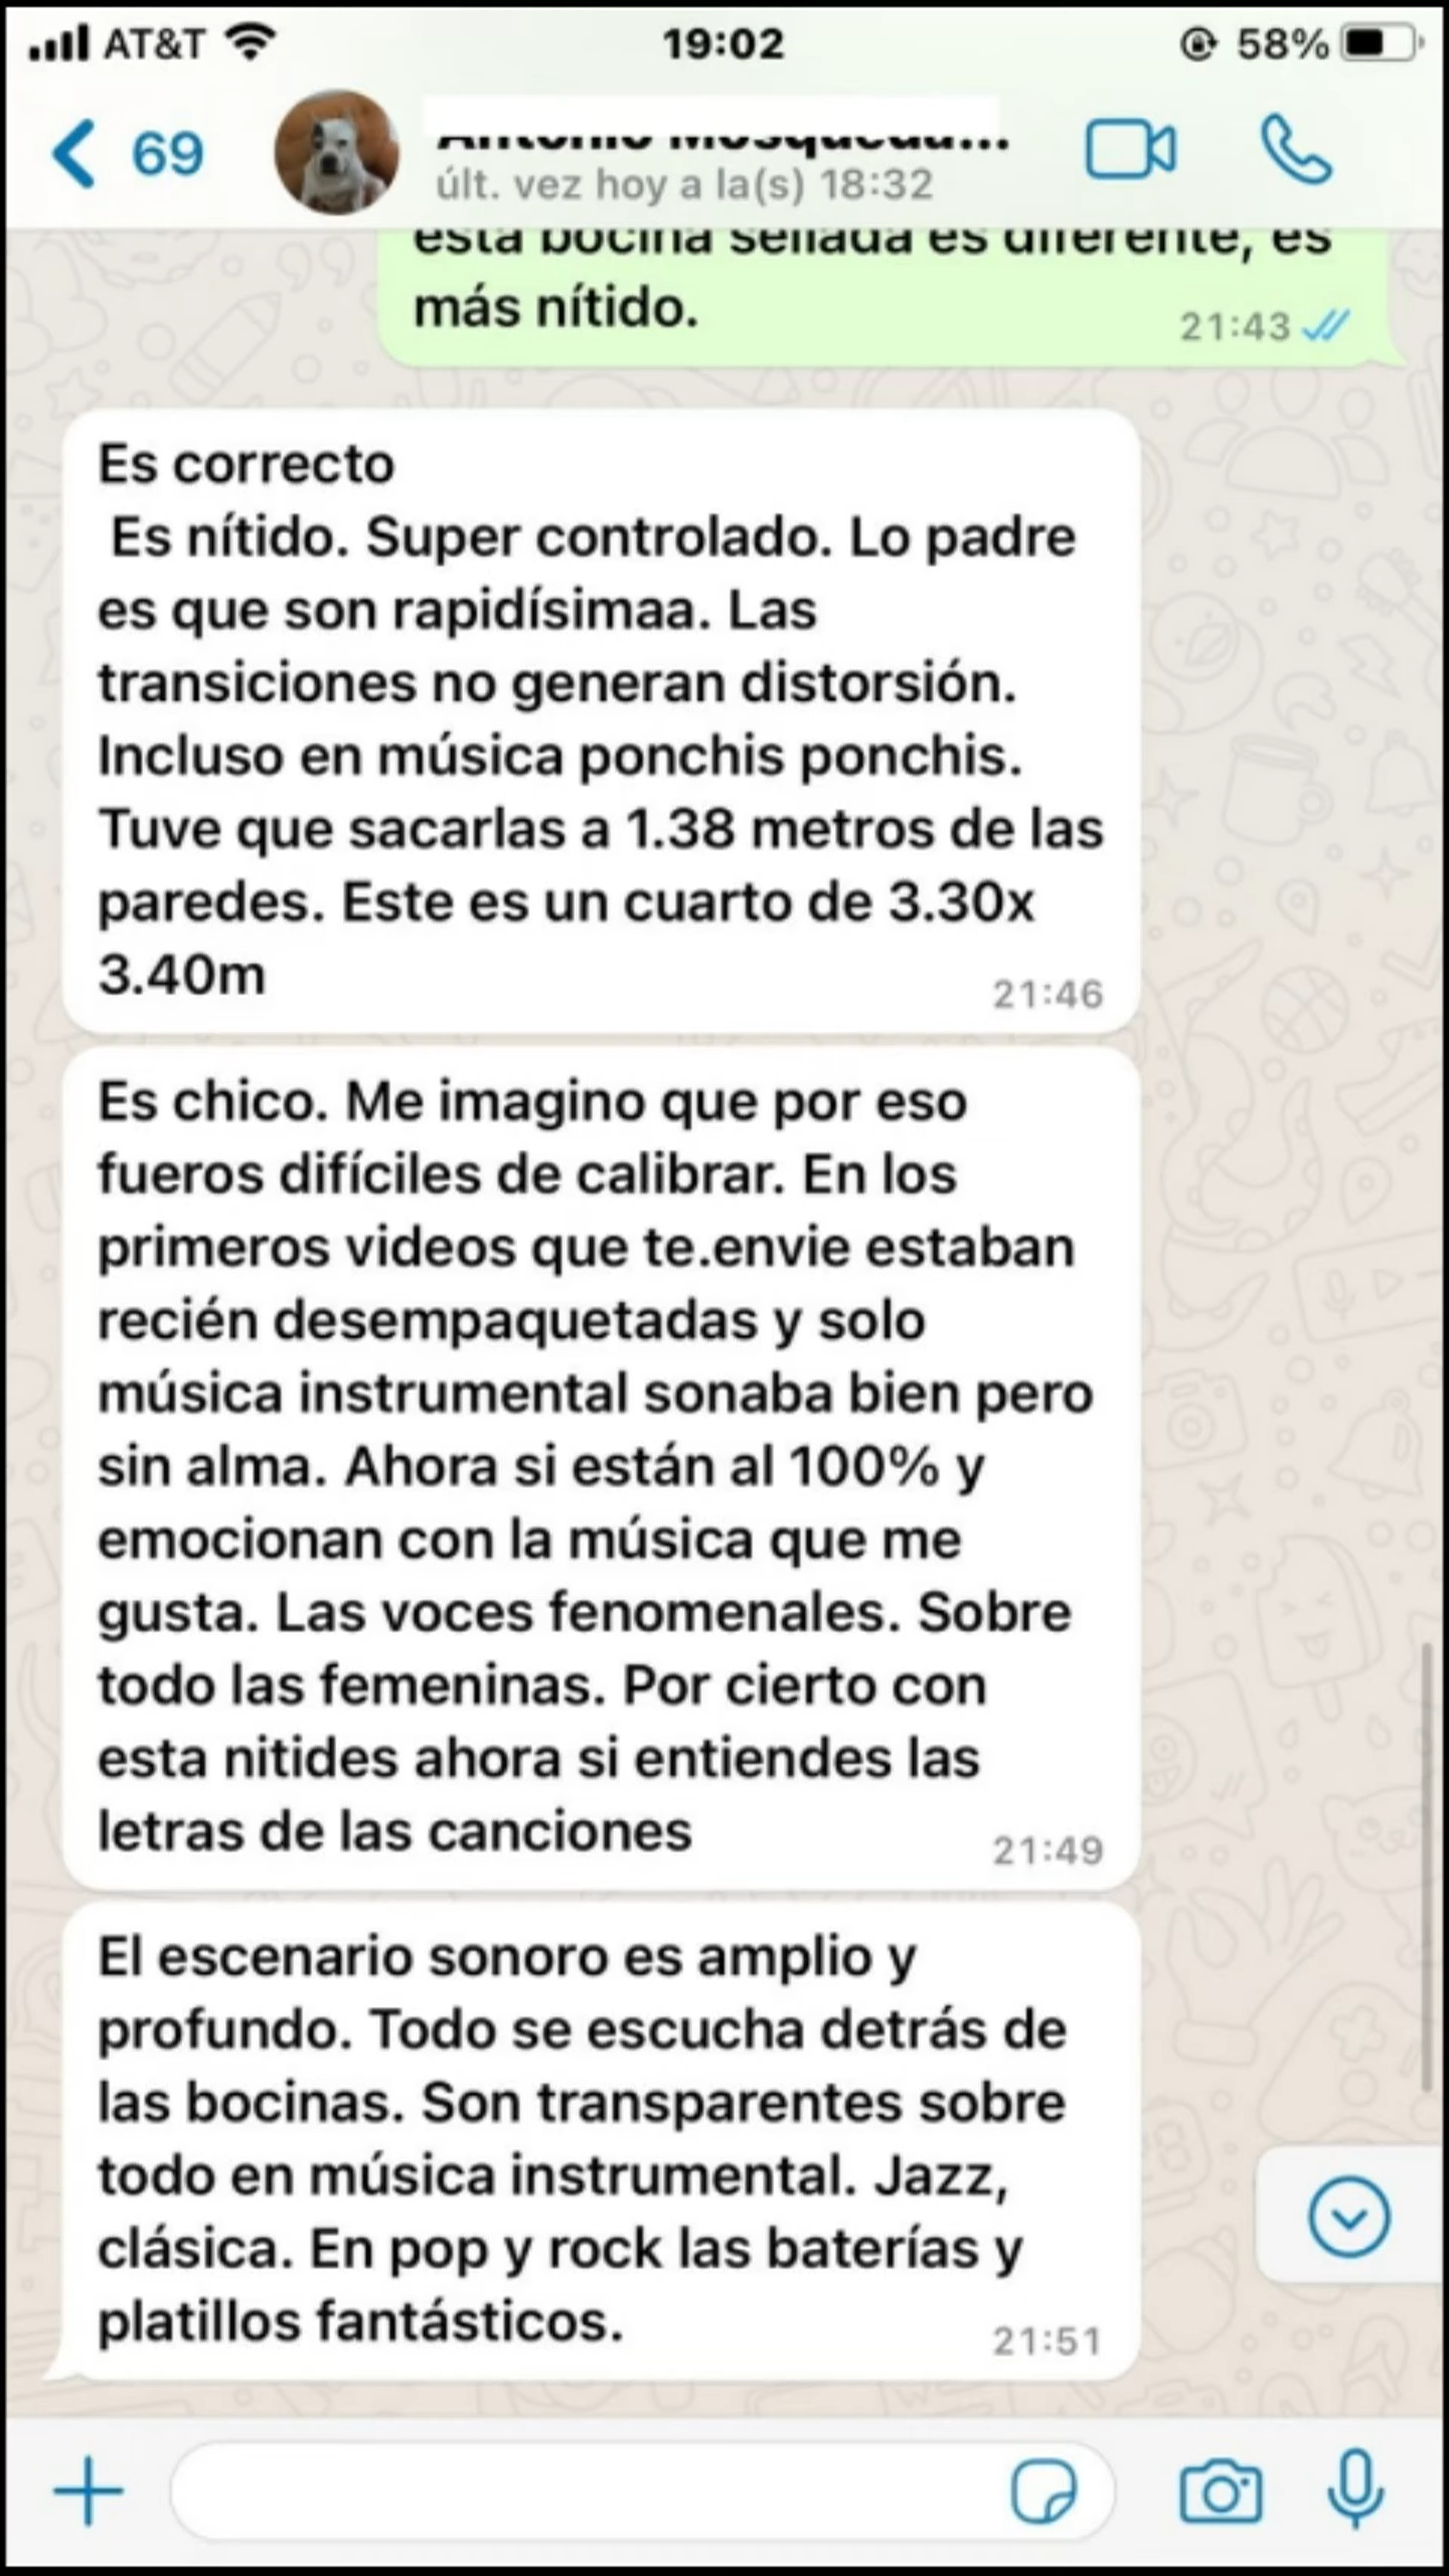 AT&T 19:02 58%
69
últ. vez hoy a la(s) 18:32
esta bocina sellada es diferente, es
más nítido.
21:43
Es correcto
Es nítido. Super controlado. Lo padre
es que son rapidísimaa. Las
transiciones no generan distorsión.
Incluso en música ponchis ponchis.
Tuve que sacarlas a 1.38 metros de las
paredes. Este es un cuarto de 3.30x
3.40m
21:46
Es chico. Me imagino que por eso
fueros difíciles de calibrar. En los
primeros videos que te.envie estaban
recién desempaquetadas y solo
música instrumental sonaba bien pero
sin alma. Ahora si están al 100% y
emocionan con la música que me
gusta. Las voces fenomenales. Sobre
todo las femeninas. Por cierto con
esta nitides ahora si entiendes las
letras de las canciones
21:49
El escenario sonoro es amplio y
profundo. Todo se escucha detrás de
las bocinas. Son transparentes sobre
todo en música instrumental. Jazz,
clásica. En pop y rock las baterías y
platillos fantásticos.
21:51